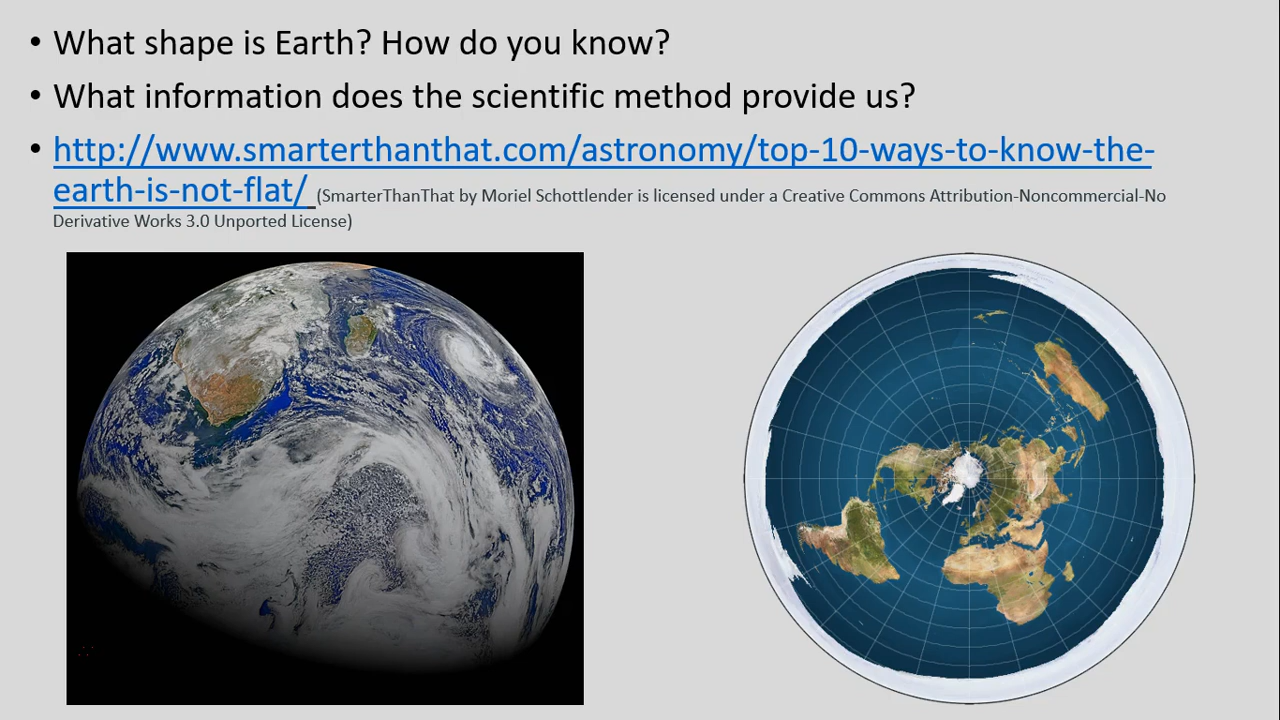 • What shape is Earth? How do you know?
• What information does the scientific method provide us?
• http://www.smarterthanthat.com/astronomy/top-10-ways-to-know-the-
earth-is-not-flat/ (SmarterThanThat by Moriel Schottlender is licensed under a Creative Commons Attribution-Noncommercial-No
Derivative Works 3.0 Unported License)